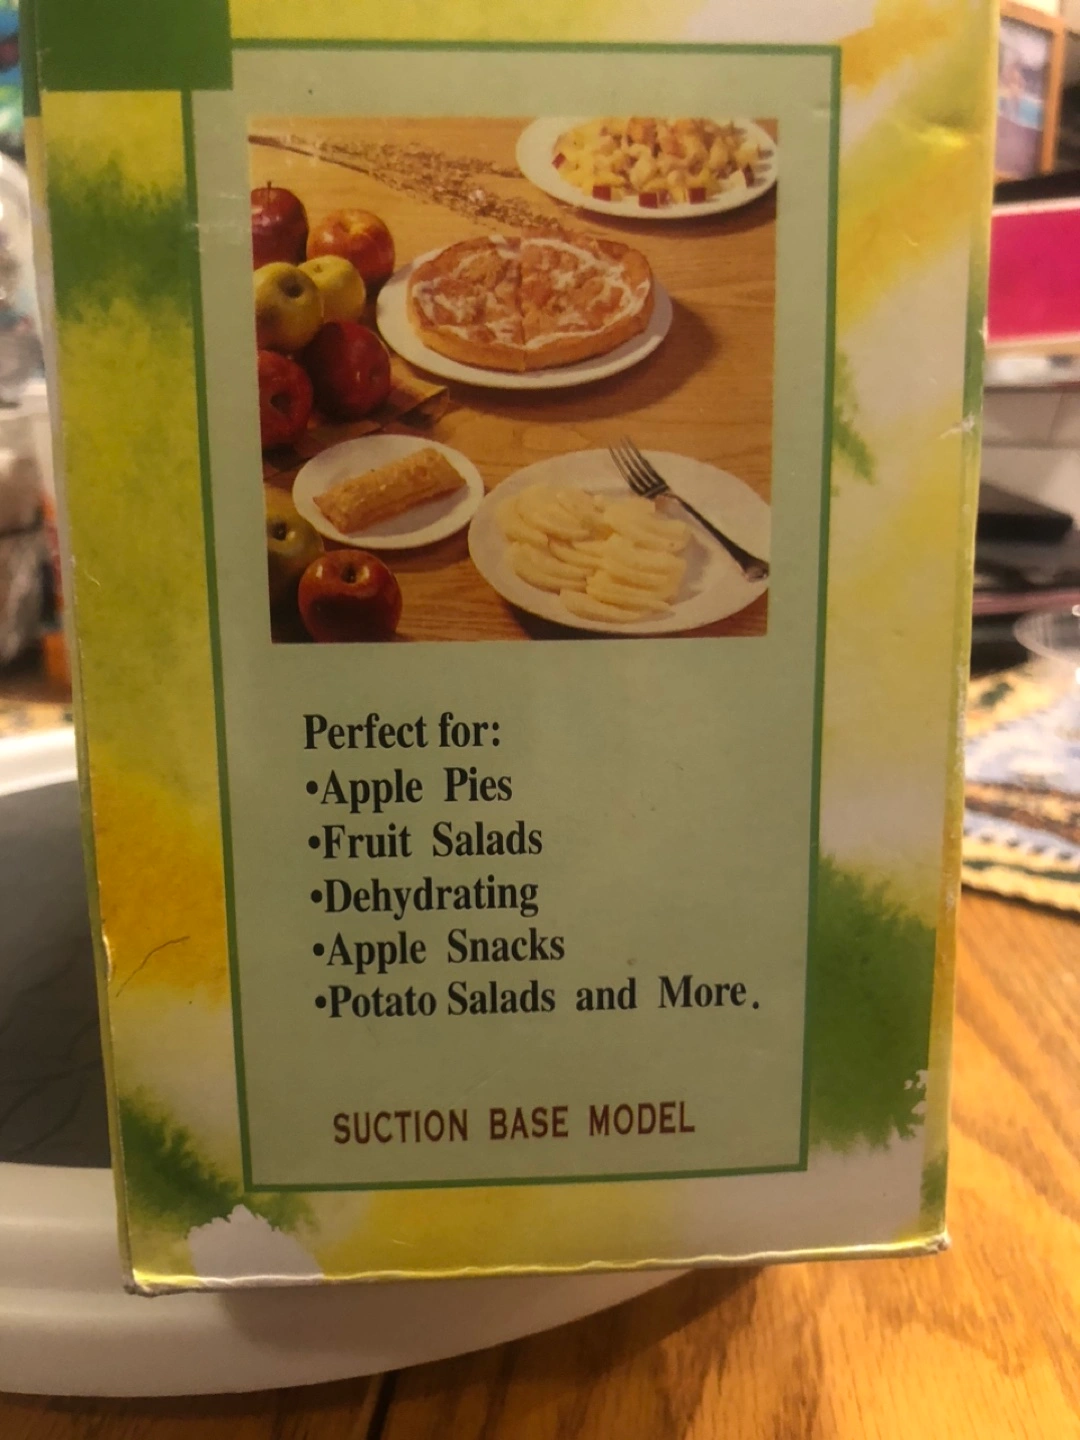 Perfect for:
•Apple Pies
•Fruit Salads
•Dehydrating
•Apple Snacks
•Potato Salads and More.
SUCTION BASE MODEL